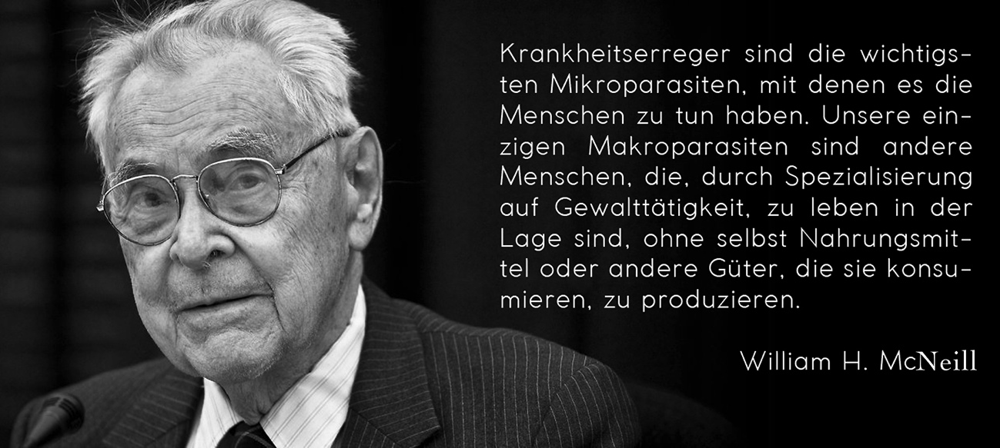 Krankheitserreger sind die wichtigs-
ten Mikroparasiten, mit denen es die
Menschen zu tun haben. Unsere ein-
zigen Makroparasiten sind andere
Menschen, die, durch Spezialisierung
auf Gewalttätigkeit, zu leben in der
Lage sind, ohne selbst Nahrungsmit-
tel oder andere Güter, die sie konsu-
mieren, zu produzieren.
William H. McNeill